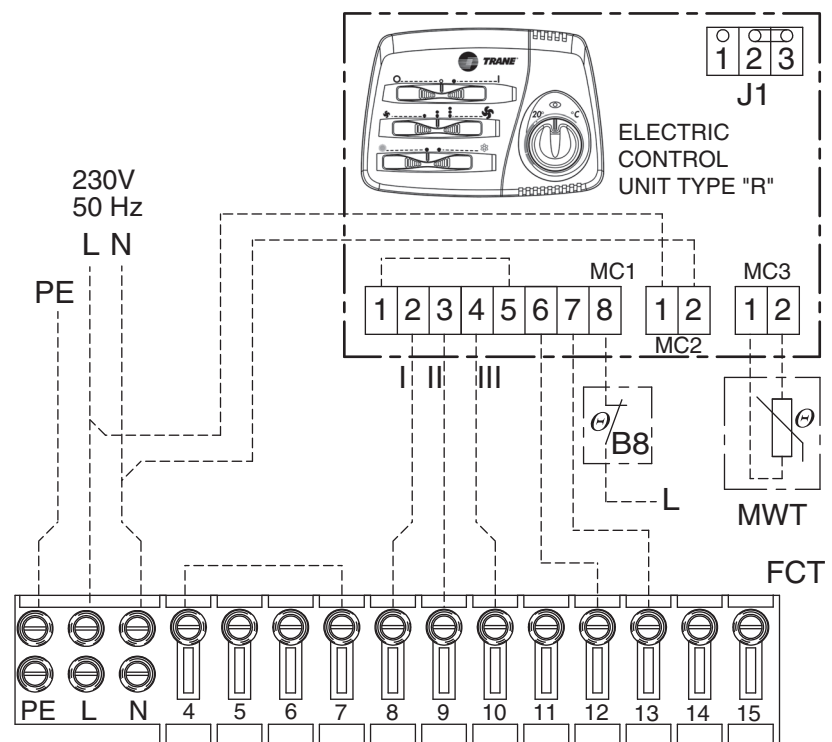 TRANE
20° °C
1 2 3
J1
ELECTRIC
CONTROL
UNIT TYPE "R"
230V
50 Hz
L N
PE
MC1
MC3
1 2 3 4 5 6 7 8
1 2
1 2
MC2
I II III
Θ
B8
Θ
L
MWT
FCT
PE L N 4 5 6 7 8 9 10 11 12 13 14 15